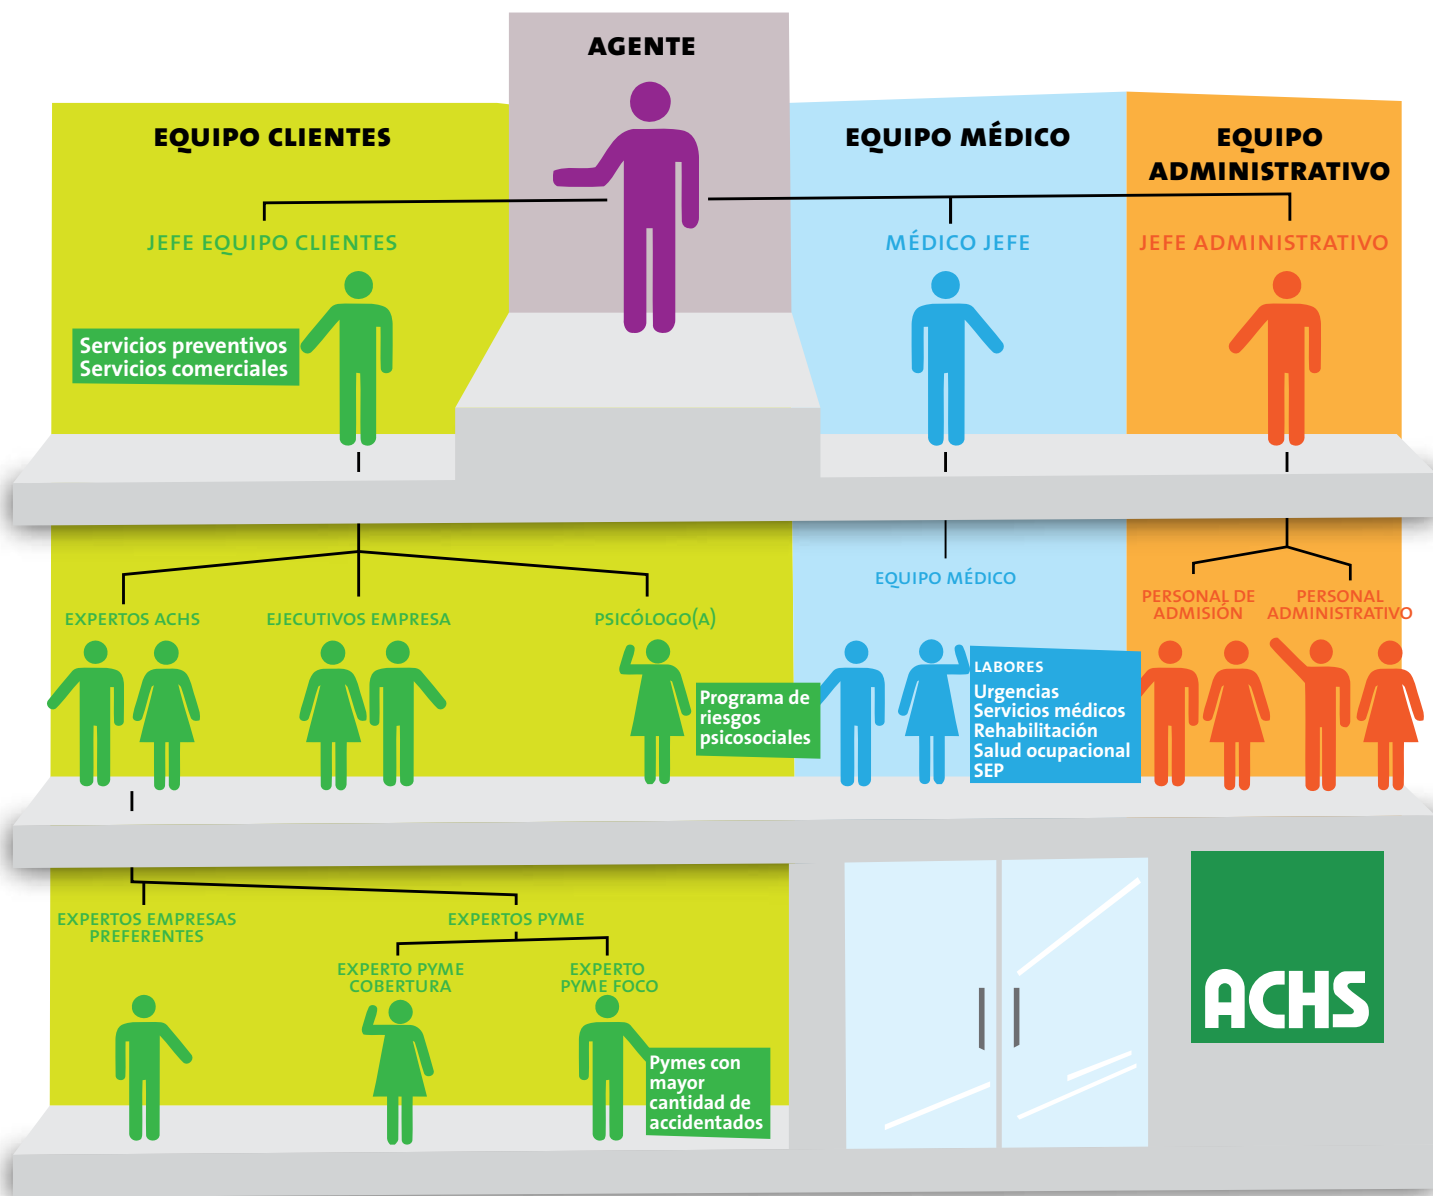 AGENTE
EQUIPO CLIENTES
EQUIPO MÉDICO
EQUIPO
ADMINISTRATIVO
JEFE EQUIPO CLIENTES
MÉDICO JEFE
JEFE ADMINISTRATIVO
Servicios preventivos
Servicios comerciales
EXPERTOS ACHS
EJECUTIVOS EMPRESA
PSICÓLOGO(A)
EQUIPO MÉDICO
PERSONAL DE
ADMISIÓN
PERSONAL
ADMINISTRATIVO
Programa de
riesgos
psicosociales
LABORES
Urgencias
Servicios médicos
Rehabilitación
Salud ocupacional
SEP
EXPERTOS EMPRESAS
PREFERENTES
EXPERTOS PYME
EXPERTO PYME
COBERTURA
EXPERTO
PYME FOCO
Pymes con
mayor
cantidad de
accidentados
ACHS